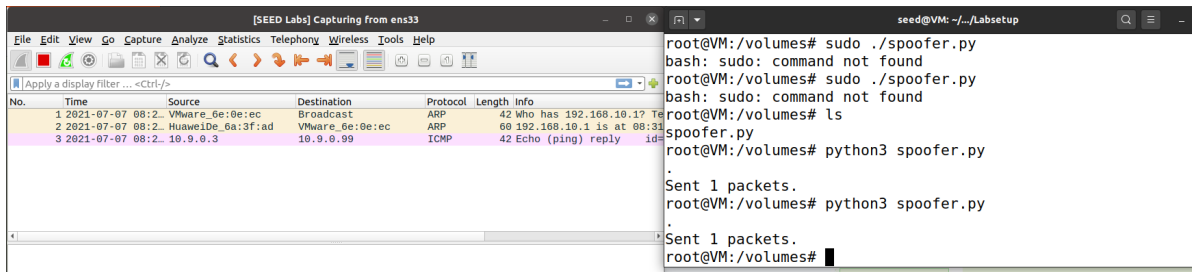 [SEED Labs] Capturing from ens33
File Edit View Go Capture Analyze Statistics Telephony Wireless Tools Help
Apply a display filter ... <Ctrl-/>
No. Time Source Destination Protocol Length Info
1 2021-07-07 08:2… VMware_6e:0e:ec Broadcast ARP 42 Who has 192.168.10.1? Te
2 2021-07-07 08:2… HuaweiDe_6a:3f:ad VMware_6e:0e:ec ARP 60 192.168.10.1 is at 08:31
3 2021-07-07 08:2… 10.9.0.3 10.9.0.99 ICMP 42 Echo (ping) reply id=
seed@VM: ~/.../Labsetup
root@VM:/volumes# sudo ./spoofer.py
bash: sudo: command not found
root@VM:/volumes# sudo ./spoofer.py
bash: sudo: command not found
root@VM:/volumes# ls
spoofer.py
root@VM:/volumes# python3 spoofer.py
.
Sent 1 packets.
root@VM:/volumes# python3 spoofer.py
.
Sent 1 packets.
root@VM:/volumes#